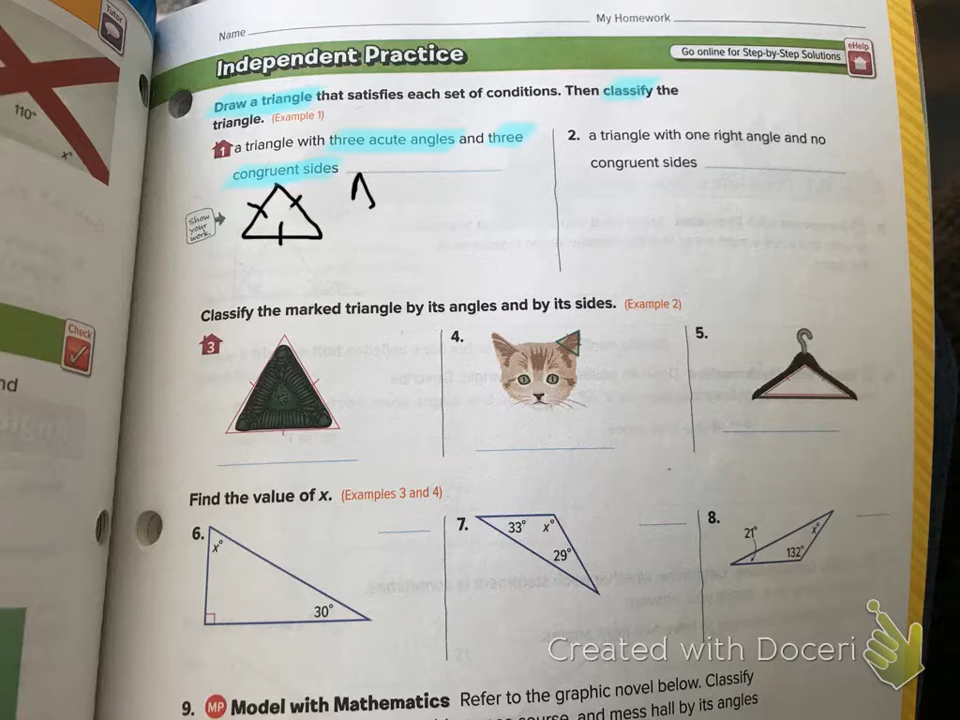 Tutor
Name My Homework
Independent Practice
Go online for Step-by-Step Solutions
eHelp
Draw a triangle that satisfies each set of conditions. Then classify the
triangle. (Example 1)
1 a triangle with three acute angles and three
congruent sides
2. a triangle with one right angle and no
congruent sides
Show
your
work.
Classify the marked triangle by its angles and by its sides. (Example 2)
3
4.
5.
Find the value of x. (Examples 3 and 4)
6.
x°
30°
7.
33° x°
29°
8.
21°
x°
132°
9. MP Model with Mathematics Refer to the graphic novel below. Classify
course, and mess hall by its angles
110°
x°
Check
nd
Created with Doceri